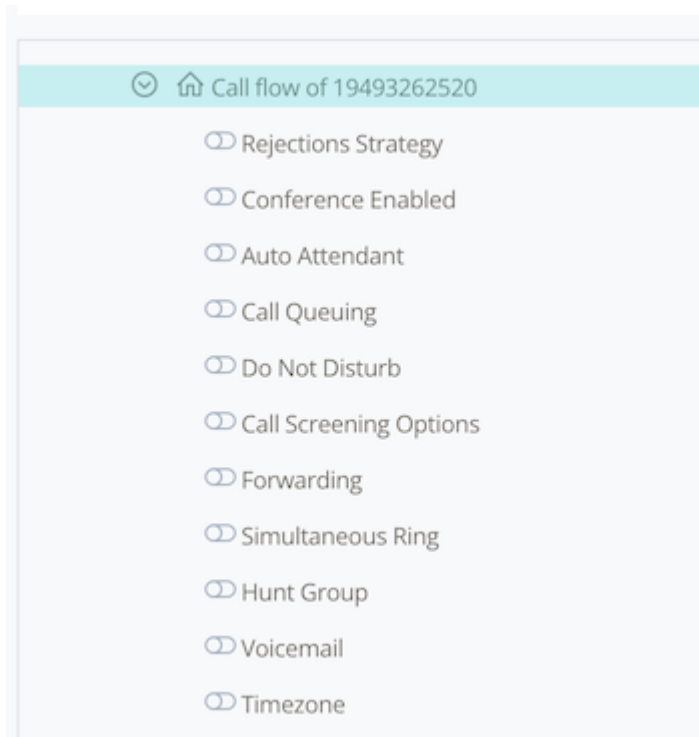 Call flow of 19493262520
Rejections Strategy
Conference Enabled
Auto Attendant
Call Queuing
Do Not Disturb
Call Screening Options
Forwarding
Simultaneous Ring
Hunt Group
Voicemail
Timezone